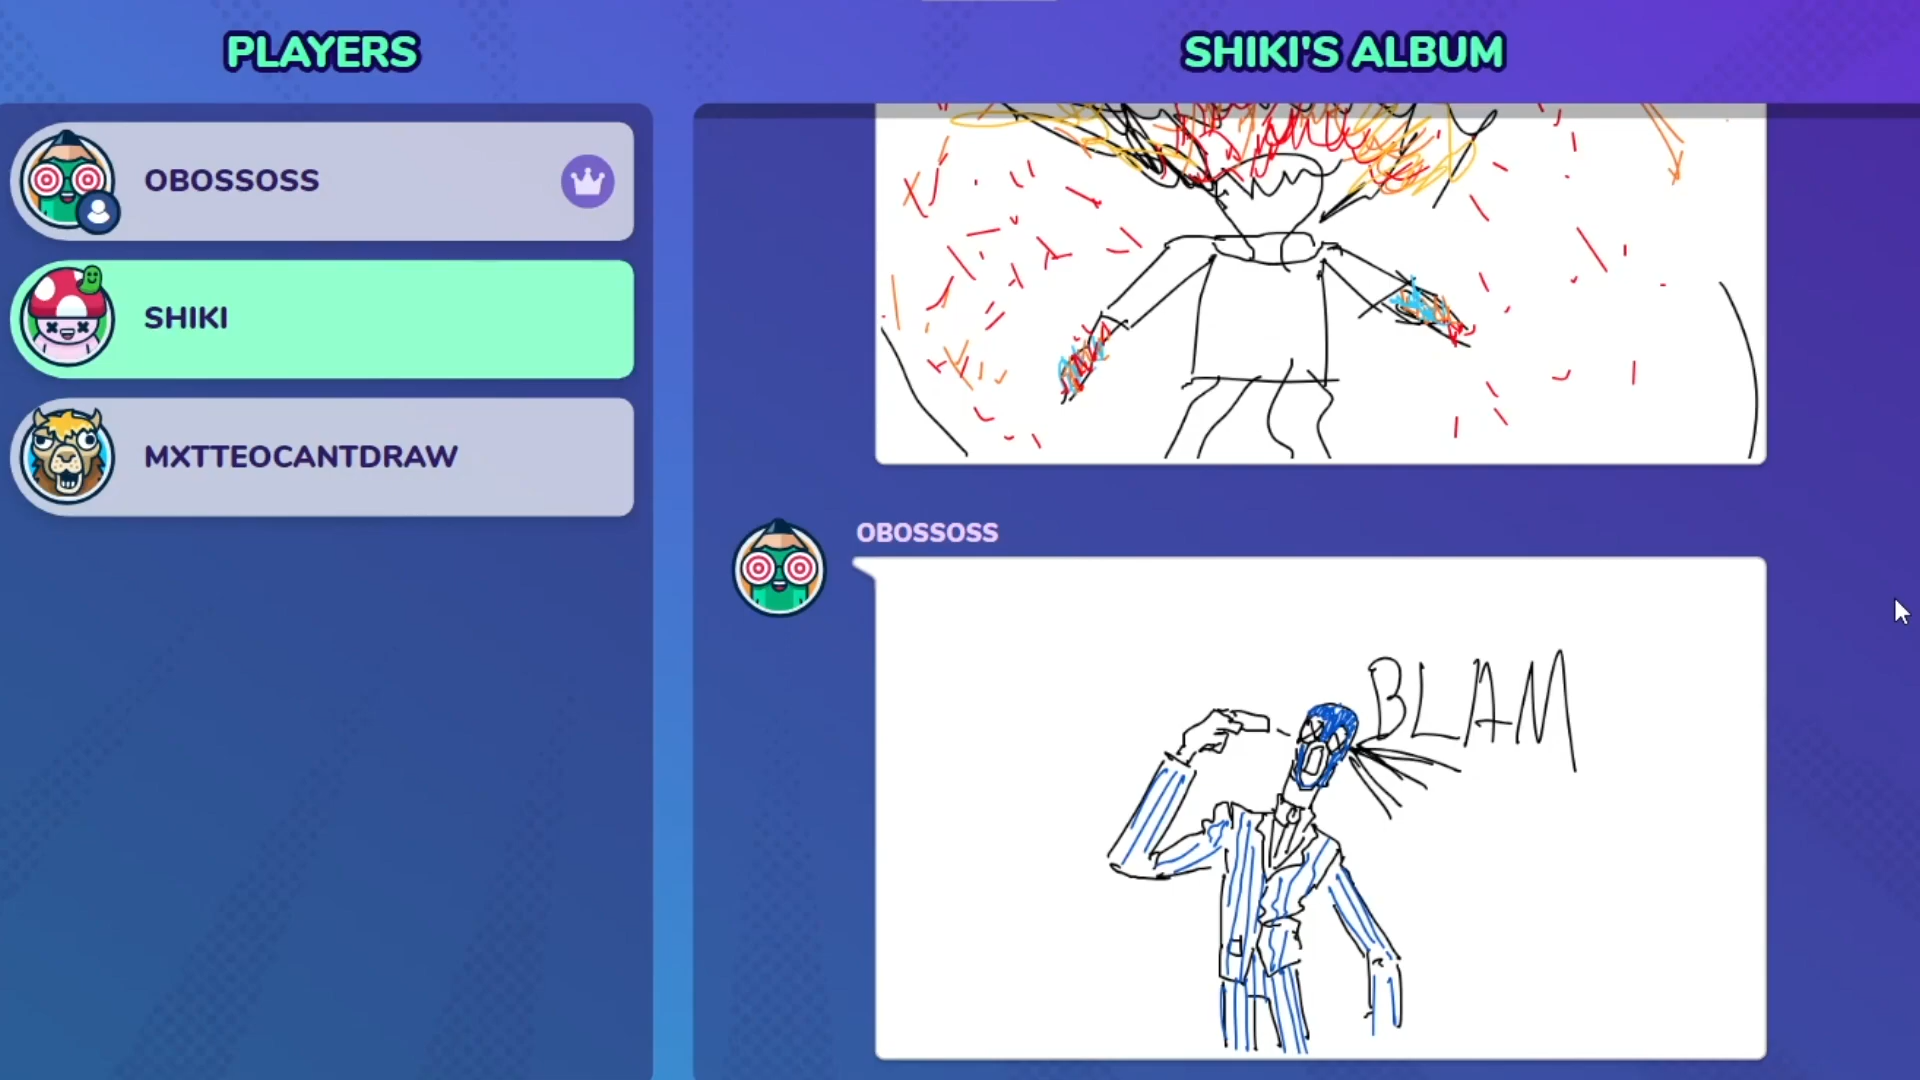 PLAYERS
SHIKI'S ALBUM
OBOSSOSS
SHIKI
MXTTEOCANTDRAW
OBOSSOSS
BLAM